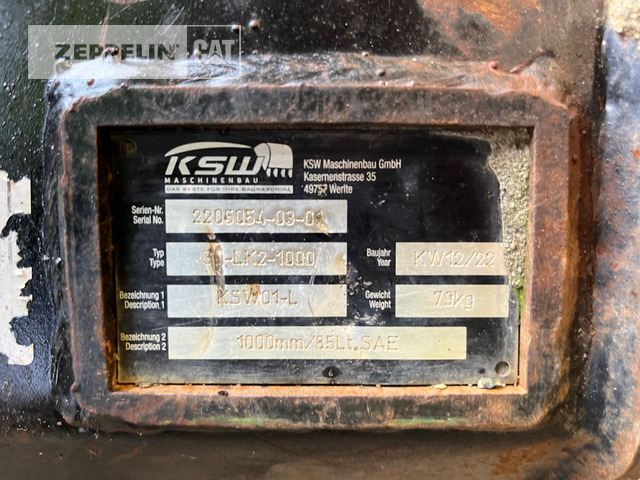 ZEPPELIN CAT
KSW
MASCHINENBAU
DAS BESTE FÜR IHRE BAUMASCHINE
KSW Maschinenbau GmbH
Kasernenstrasse 35
49757 Werlte
Serien-Nr.
Serial No.
2206054-03-01
Typ
Type
-LK2-1000
Baujahr
Year
KW12/22
Bezeichnung 1
Description 1
KSW01-L
Gewicht
Weight
79kg
Bezeichnung 2
Description 2
1000mm/85Lt.SAE